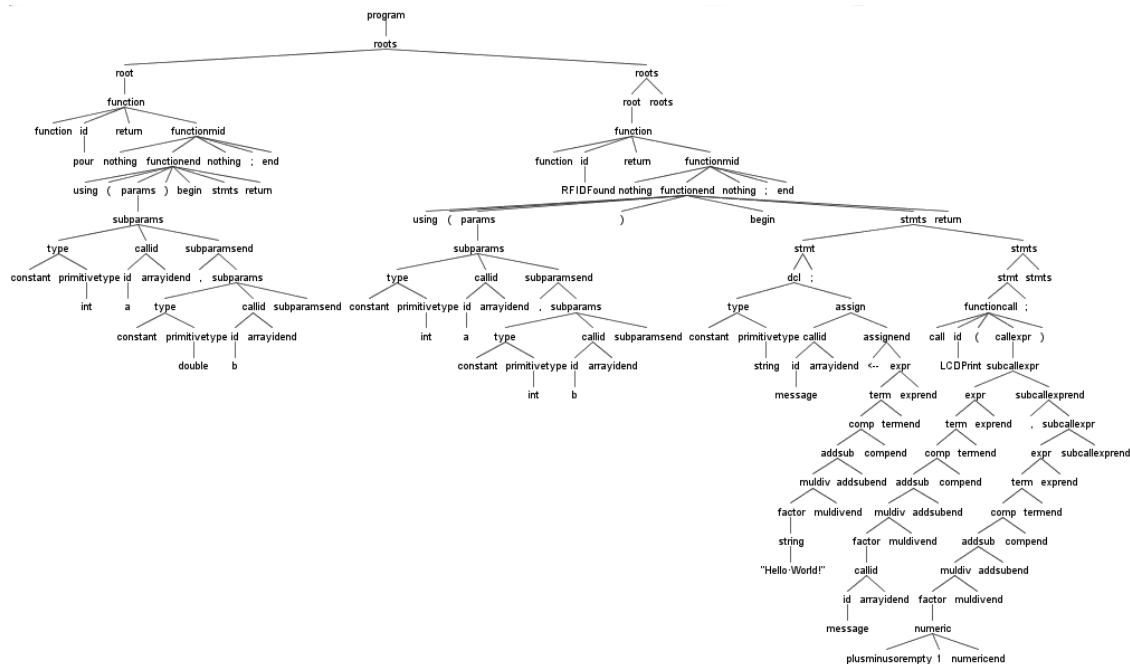 program
roots
root roots
function root roots
function id return functionmid function
pour nothing functionend nothing ; end function id return functionmid
using ( params ) begin stmts return RFIDFound nothing functionend nothing ; end
subparams using ( params ) begin stmts return
type callid subparamsend subparams stmt stmts
constant primitivetype id arrayidend , subparams type callid subparamsend dcl ; stmt stmts
int a type callid subparamsend constant primitivetype id arrayidend , subparams type assign functioncall ;
constant primitivetype id arrayidend int a type callid subparamsend constant primitivetype callid assignend call id ( callexpr )
double b constant primitivetype id arrayidend string id arrayidend <-- expr LCDPrint subcallexpr
int b message term exprend expr subcallexprend
comp termend term exprend , subcallexpr
addsub compend comp termend expr subcallexprend
muldiv addsubend addsub compend term exprend
factor muldivend muldiv addsubend comp termend
string factor muldivend addsub compend
"Hello·World!" callid muldiv addsubend
id arrayidend factor muldivend
message numeric
plusminusorempty 1 numericend